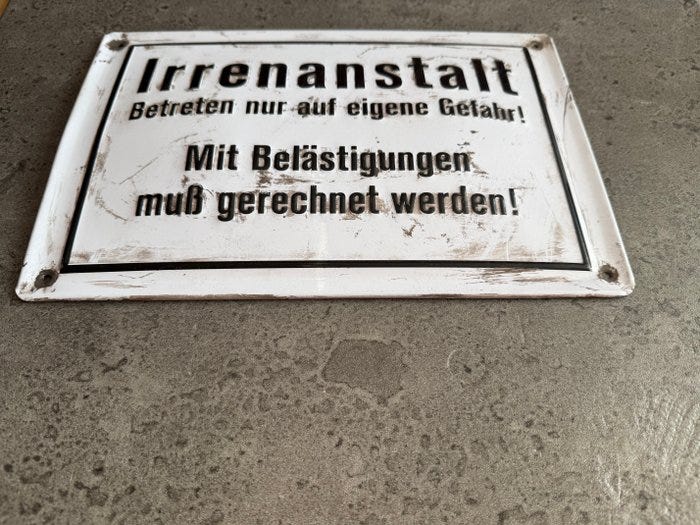 Irrenanstalt
Betreten nur auf eigene Gefahr!
Mit Belästigungen
muß gerechnet werden!